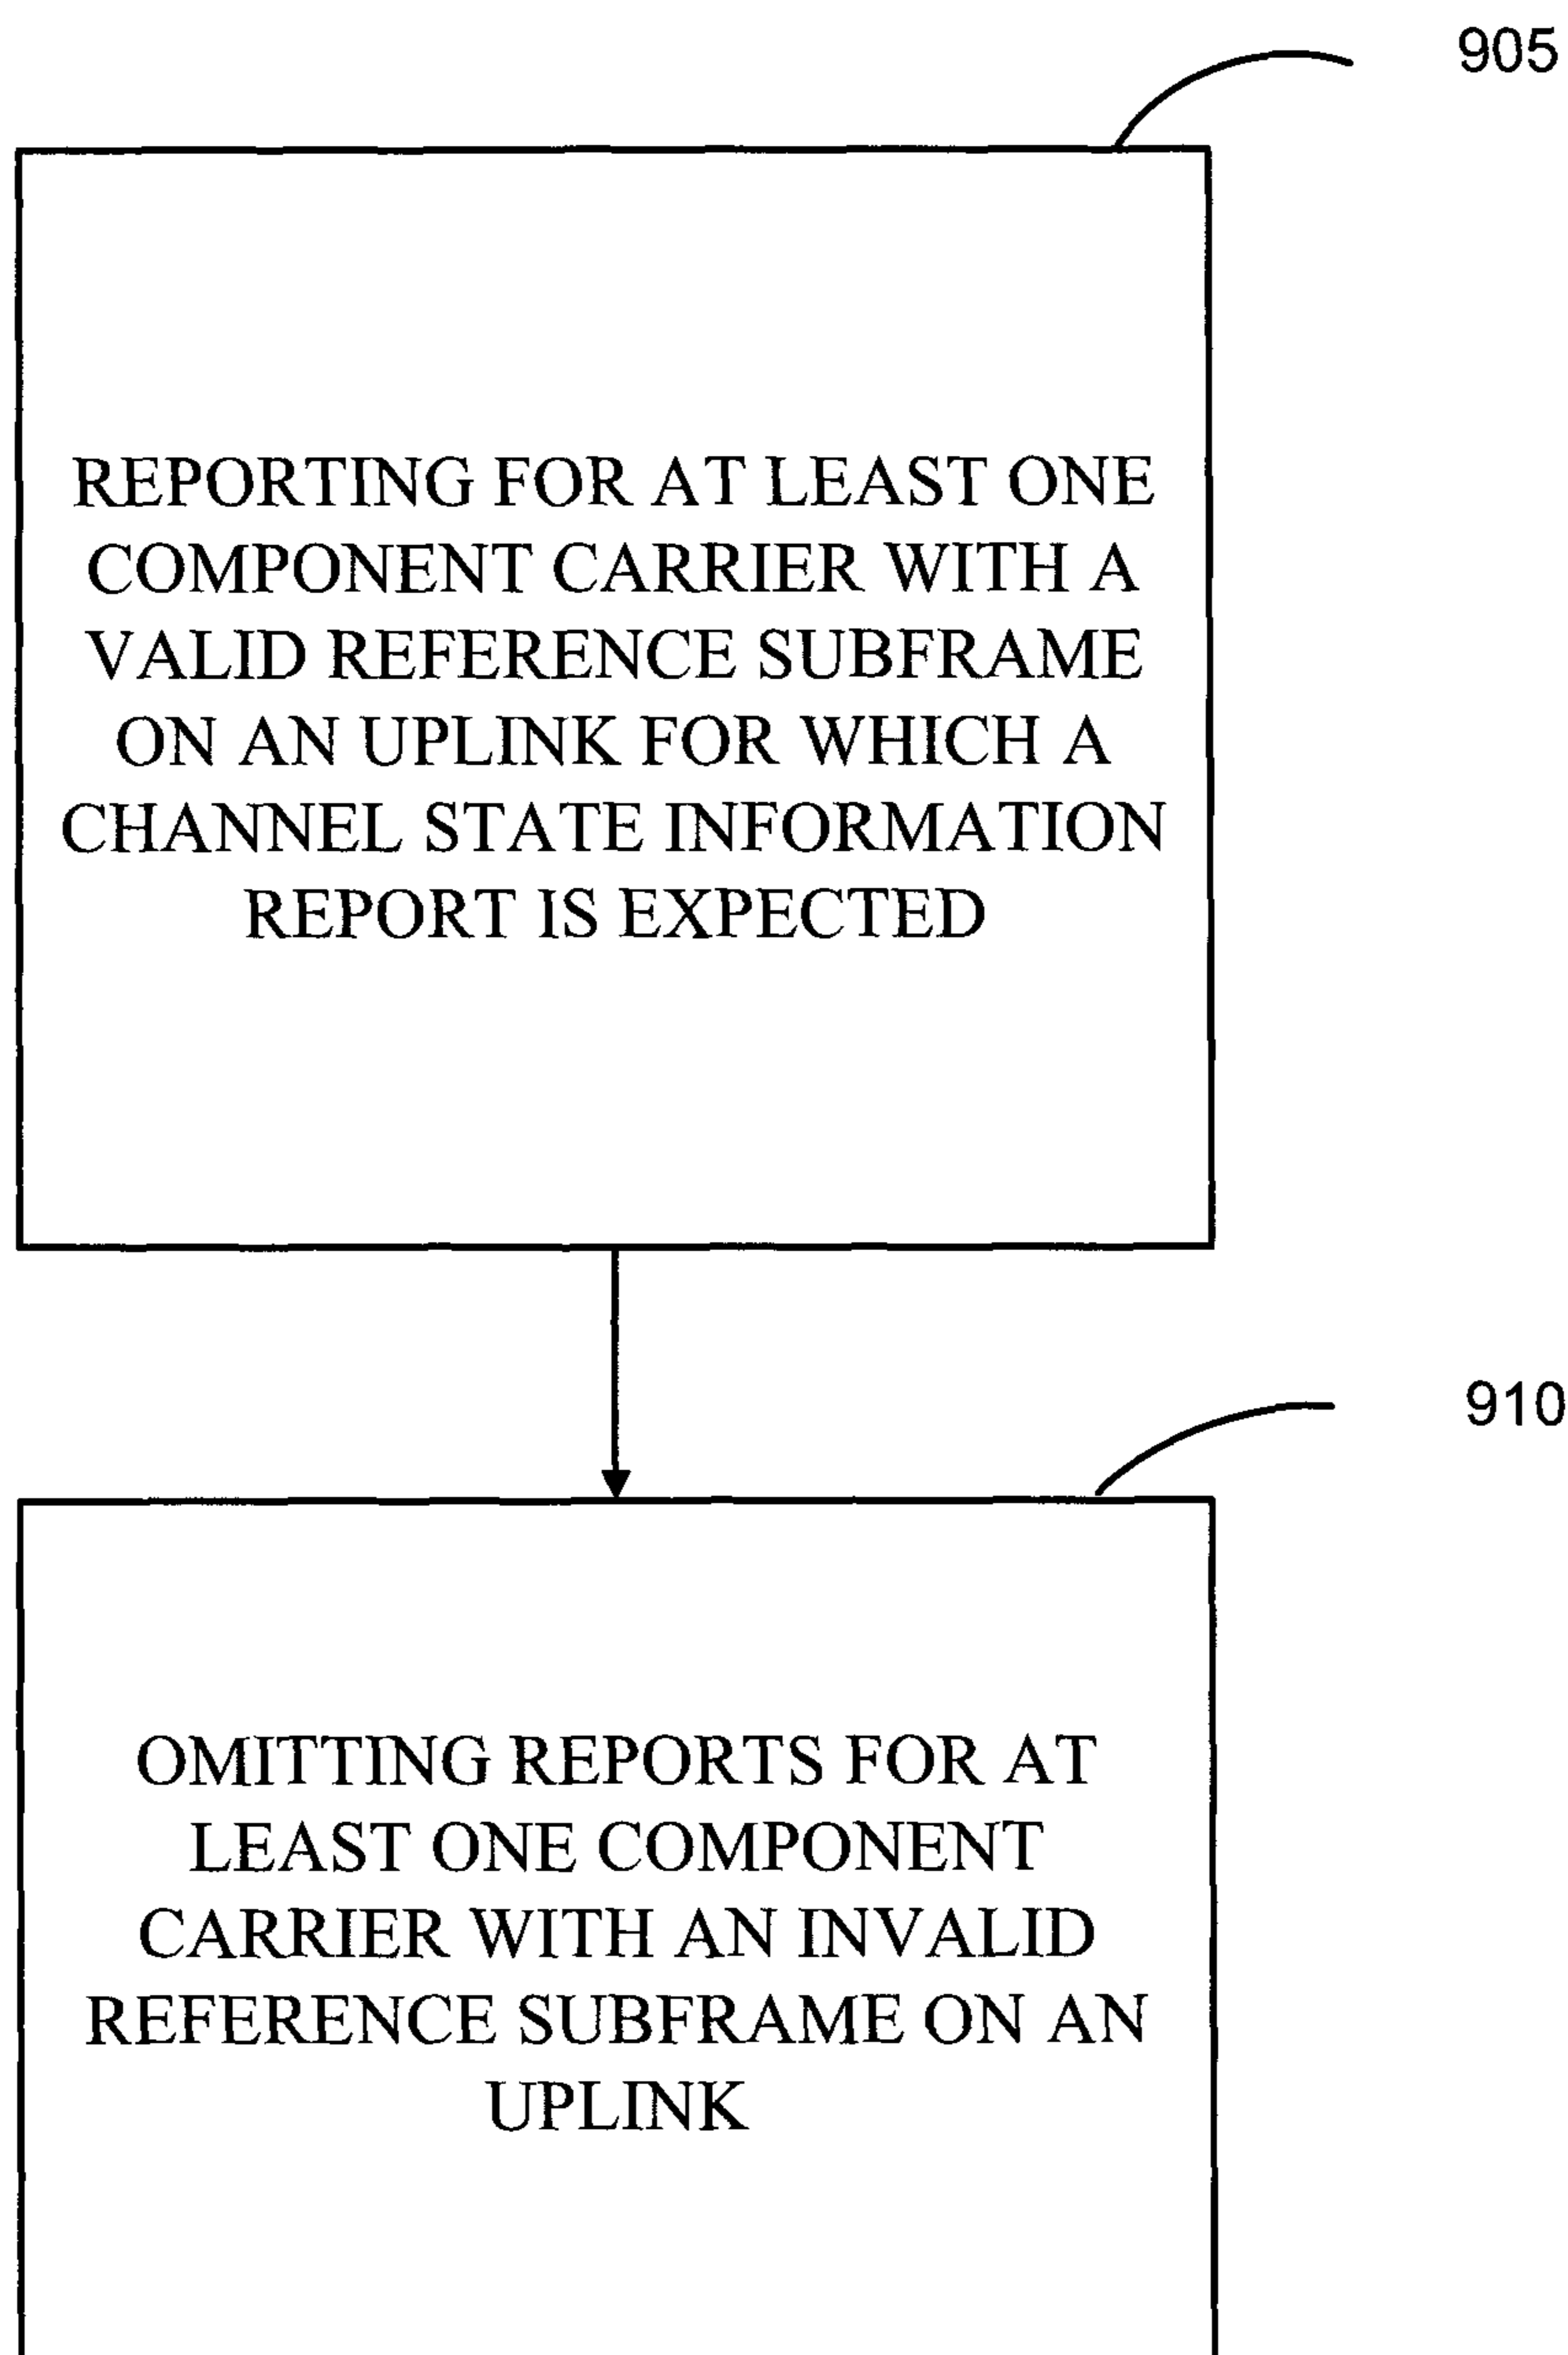 905
REPORTING FOR AT LEAST ONE
COMPONENT CARRIER WITH A
VALID REFERENCE SUBFRAME
ON AN UPLINK FOR WHICH A
CHANNEL STATE INFORMATION
REPORT IS EXPECTED
910
OMITTING REPORTS FOR AT
LEAST ONE COMPONENT
CARRIER WITH AN INVALID
REFERENCE SUBFRAME ON AN
UPLINK